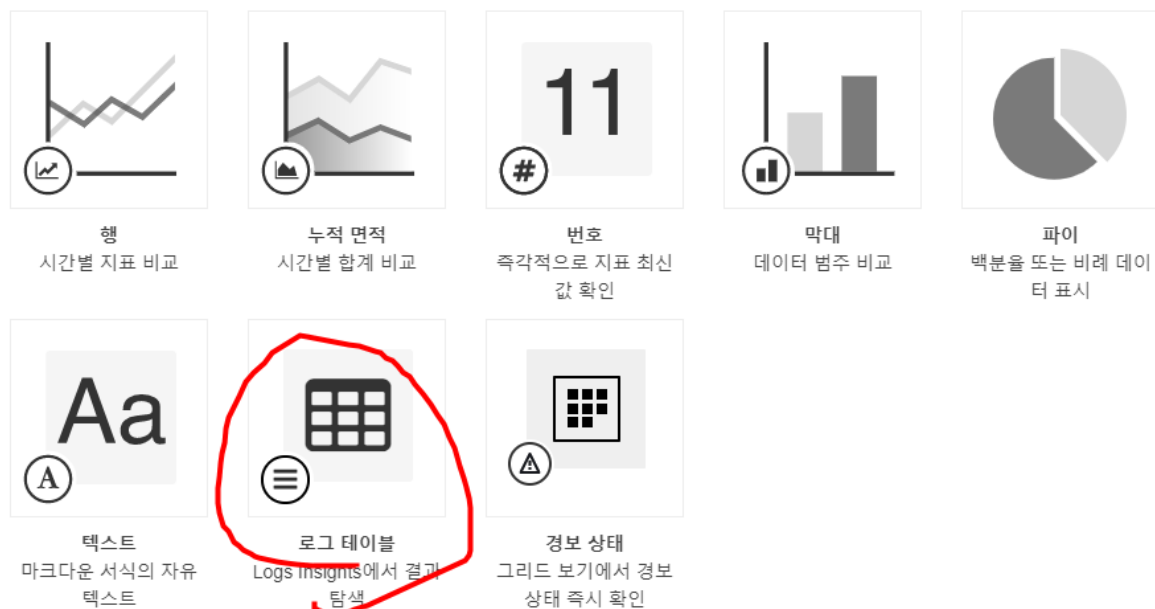 11
#
행
시간별 지표 비교
누적 면적
시간별 합계 비교
번호
즉각적으로 지표 최신
값 확인
막대
데이터 범주 비교
파이
백분율 또는 비례 데이
터 표시
Aa
A
텍스트
마크다운 서식의 자유
텍스트
로그 테이블
Logs Insights에서 결과
탐색
경보 상태
그리드 보기에서 경보
상태 즉시 확인